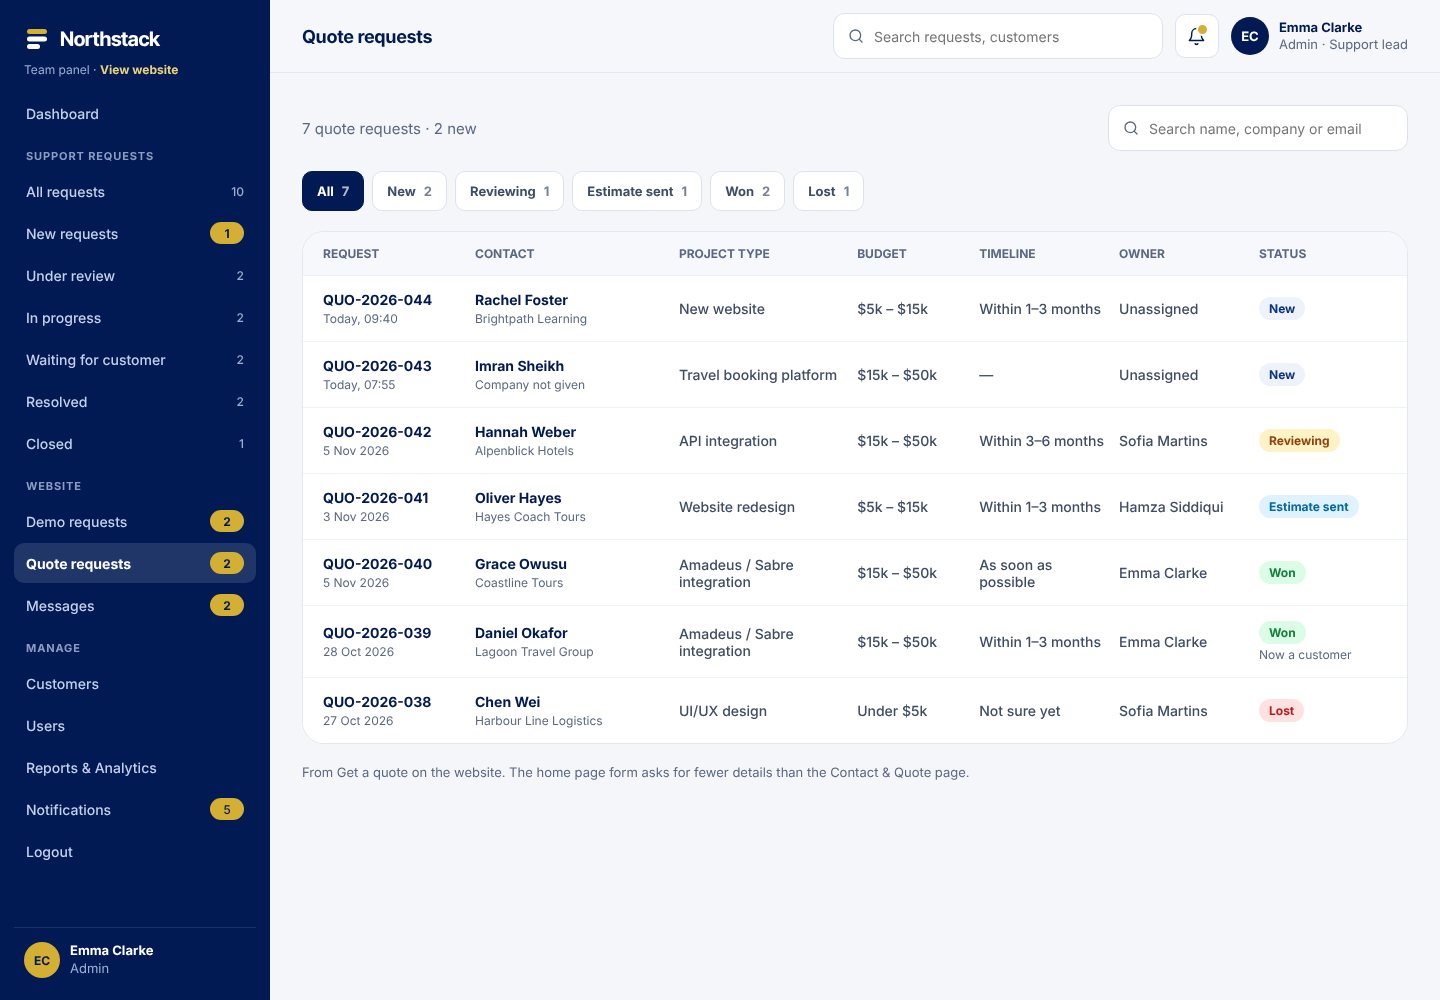 Northstack
Team panel · View website
Dashboard
SUPPORT REQUESTS
All requests 10
New requests 1
Under review 2
In progress 2
Waiting for customer 2
Resolved 2
Closed 1
WEBSITE
Demo requests 2
Quote requests 2
Messages 2
MANAGE
Customers
Users
Reports & Analytics
Notifications 5
Logout
EC
Emma Clarke
Admin
Quote requests
Search requests, customers
EC
Emma Clarke
Admin · Support lead
7 quote requests · 2 new
Search name, company or email
All 7 New 2 Reviewing 1 Estimate sent 1 Won 2 Lost 1
REQUEST CONTACT PROJECT TYPE BUDGET TIMELINE OWNER STATUS
QUO-2026-044 Rachel Foster New website $5k – $15k Within 1–3 months Unassigned New
Today, 09:40 Brightpath Learning
QUO-2026-043 Imran Sheikh Travel booking platform $15k – $50k — Unassigned New
Today, 07:55 Company not given
QUO-2026-042 Hannah Weber API integration $15k – $50k Within 3–6 months Sofia Martins Reviewing
5 Nov 2026 Alpenblick Hotels
QUO-2026-041 Oliver Hayes Website redesign $5k – $15k Within 1–3 months Hamza Siddiqui Estimate sent
3 Nov 2026 Hayes Coach Tours
QUO-2026-040 Grace Owusu Amadeus / Sabre $15k – $50k As soon as Emma Clarke Won
5 Nov 2026 Coastline Tours integration possible
QUO-2026-039 Daniel Okafor Amadeus / Sabre $15k – $50k Within 1–3 months Emma Clarke Won
28 Oct 2026 Lagoon Travel Group integration Now a customer
QUO-2026-038 Chen Wei UI/UX design Under $5k Not sure yet Sofia Martins Lost
27 Oct 2026 Harbour Line Logistics
From Get a quote on the website. The home page form asks for fewer details than the Contact & Quote page.